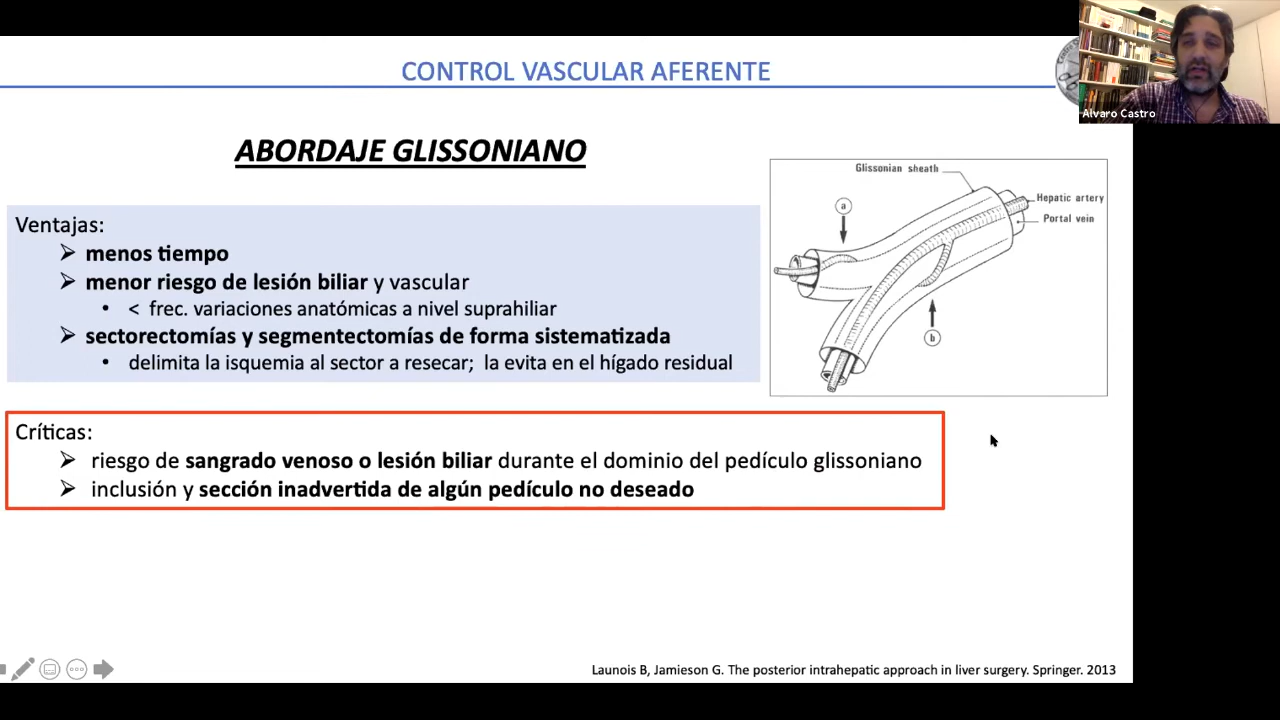 CONTROL VASCULAR AFERENTE
Alvaro Castro
ABORDAJE GLISSONIANO
Ventajas:
➤ menos tiempo
➤ menor riesgo de lesión biliar y vascular
• < frec. variaciones anatómicas a nivel suprahiliar
➤ sectorectomías y segmentectomías de forma sistematizada
• delimita la isquemia al sector a resecar; la evita en el hígado residual
Glissonian sheath
Hepatic artery
Portal vein
a
b
Críticas:
➤ riesgo de sangrado venoso o lesión biliar durante el dominio del pedículo glissoniano
➤ inclusión y sección inadvertida de algún pedículo no deseado
Launois B, Jamieson G. The posterior intrahepatic approach in liver surgery. Springer. 2013